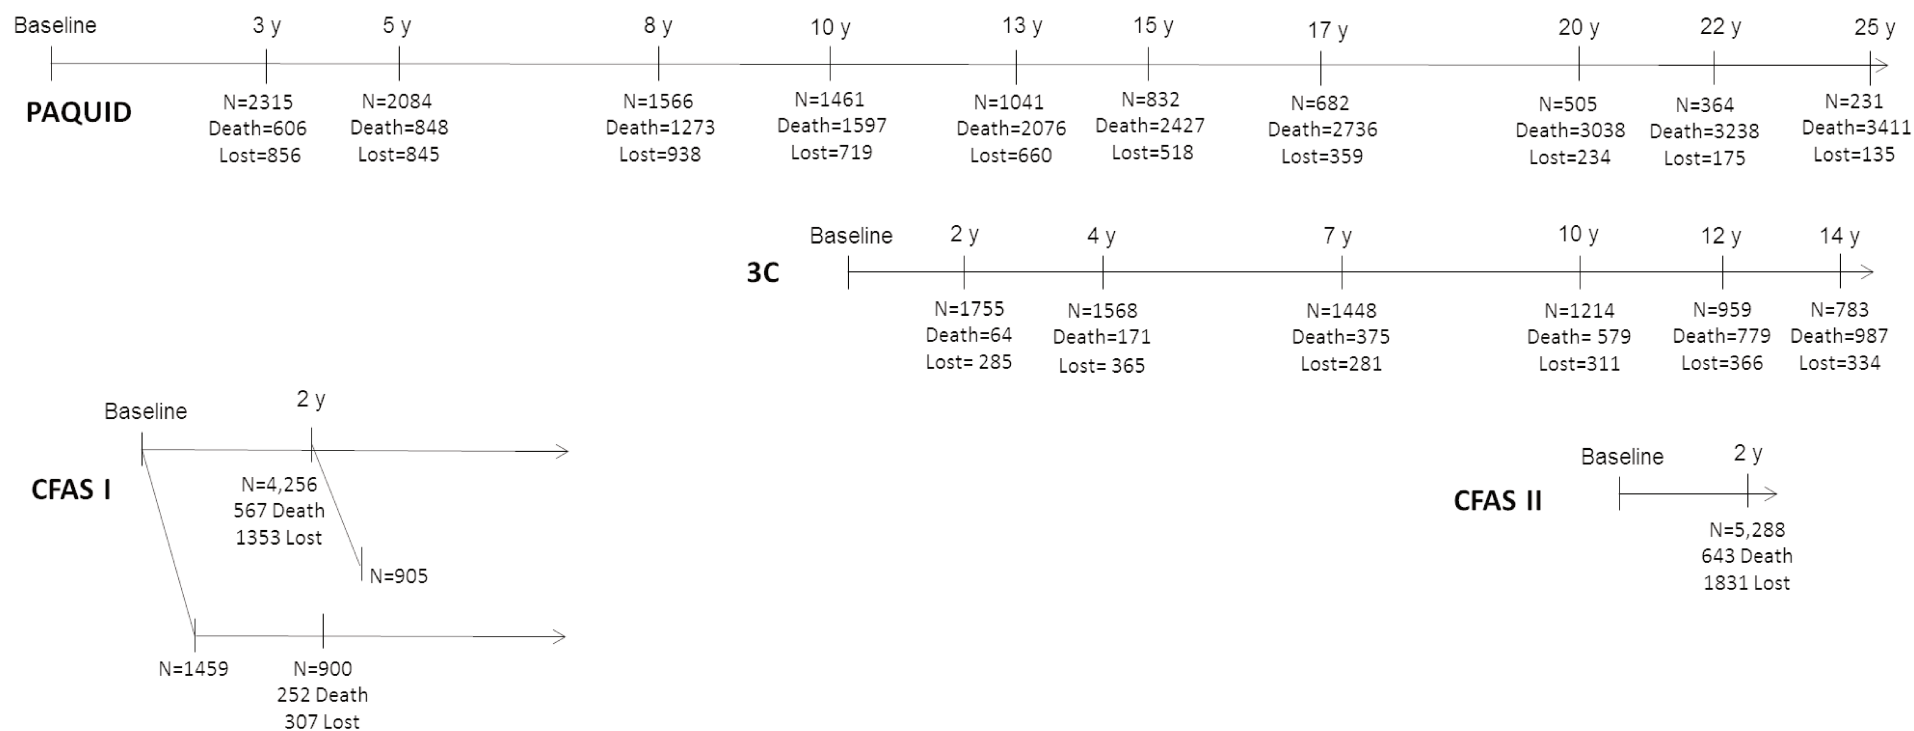 Baseline
3 y
5 y
8 y
10 y
13 y
15 y
17 y
20 y
22 y
25 y
PAQUID
N=2315
Death=606
Lost=856
N=2084
Death=848
Lost=845
N=1566
Death=1273
Lost=938
N=1461
Death=1597
Lost=719
N=1041
Death=2076
Lost=660
N=832
Death=2427
Lost=518
N=682
Death=2736
Lost=359
N=505
Death=3038
Lost=234
N=364
Death=3238
Lost=175
N=231
Death=3411
Lost=135
Baseline
2 y
4 y
7 y
10 y
12 y
14 y
3C
N=1755
Death=64
Lost= 285
N=1568
Death=171
Lost= 365
N=1448
Death=375
Lost=281
N=1214
Death= 579
Lost=311
N=959
Death=779
Lost=366
N=783
Death=987
Lost=334
Baseline
2 y
CFAS I
N=4,256
567 Death
1353 Lost
N=905
N=1459
N=900
252 Death
307 Lost
Baseline
2 y
CFAS II
N=5,288
643 Death
1831 Lost